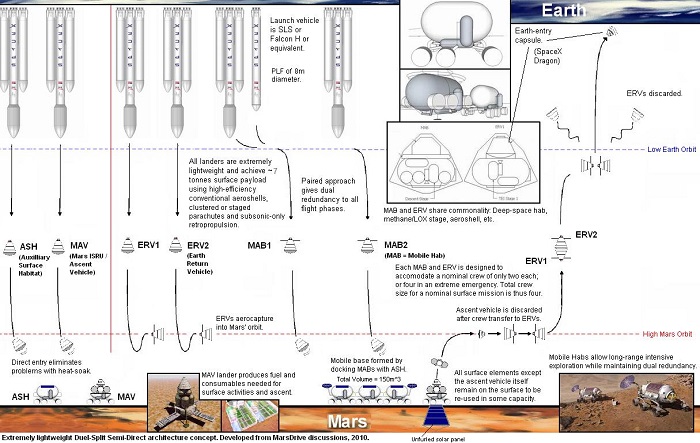 Earth
Launch vehicle
is SLS or
Falcon H or
equivalent.
PLF of 8m
diameter.
Earth-entry
capsule.
(SpaceX
Dragon)
ERVs discarded.
Low Earth Orbit
All landers are extremely
lightweight and achieve ~7
tonnes surface payload
using high-efficiency
conventional aeroshells,
clustered or staged
parachutes and subsonic-only
retropropulsion.
Paired approach
gives dual
redundancy to all
flight phases.
MAB and ERV share commonality: Deep-space hab,
methane/LOX stage, aeroshell, etc.
ASH
(Auxiliary
Surface
Habitat)
MAV
(Mars ISRU /
Ascent
Vehicle)
ERV1
ERV2
(Earth
Return
Vehicle)
MAB1
MAB2
(MAB = Mobile Hab)
Each MAB and ERV is designed to
accomodate a nominal crew of only two each;
or four in an extreme emergency. Total crew
size for a nominal surface mission is thus four.
ERV1
ERV2
ERVs aerocapture
into Mars' orbit.
Ascent vehicle is discarded
after crew transfer to ERVs.
High Mars Orbit
Direct entry eliminates
problems with heat-soak.
ASH
MAV
MAV lander produces fuel and
consumables needed for
surface activities and ascent.
Mobile base formed by
docking MABs with ASH.
Total Volume = 150m^3
All surface elements except
the ascent vehicle itself
remain on the surface to be
re-used in some capacity.
Mobile Habs allow long-range intensive
exploration while maintaining dual redundancy.
Mars
Extremely lightweight Duel-Split Semi-Direct architecture concept. Developed from MarsDrive discussions, 2010.
Unfurled solar panel